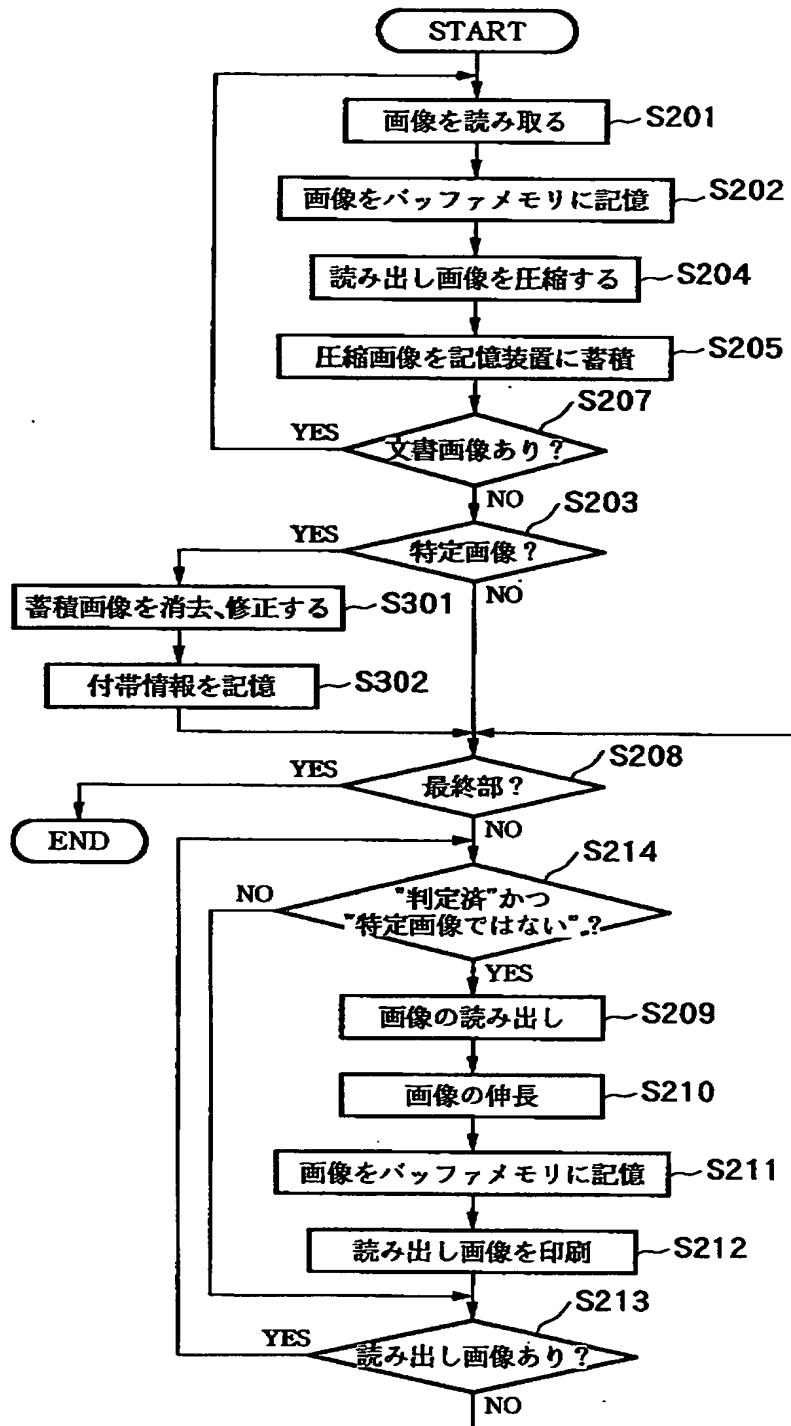 START
画像を読み取る
S201
画像をバッファメモリに記憶
S202
読み出し画像を圧縮する
S204
圧縮画像を記憶装置に蓄積
S205
S207
YES
文書画像あり?
NO
S203
YES
特定画像?
NO
蓄積画像を消去、修正する
S301
付帯情報を記憶
S302
YES
最終部?
S208
END
NO
S214
NO
"判定済"かつ
"特定画像ではない"?
YES
画像の読み出し
S209
画像の伸長
S210
画像をバッファメモリに記憶
S211
読み出し画像を印刷
S212
S213
YES
読み出し画像あり?
NO